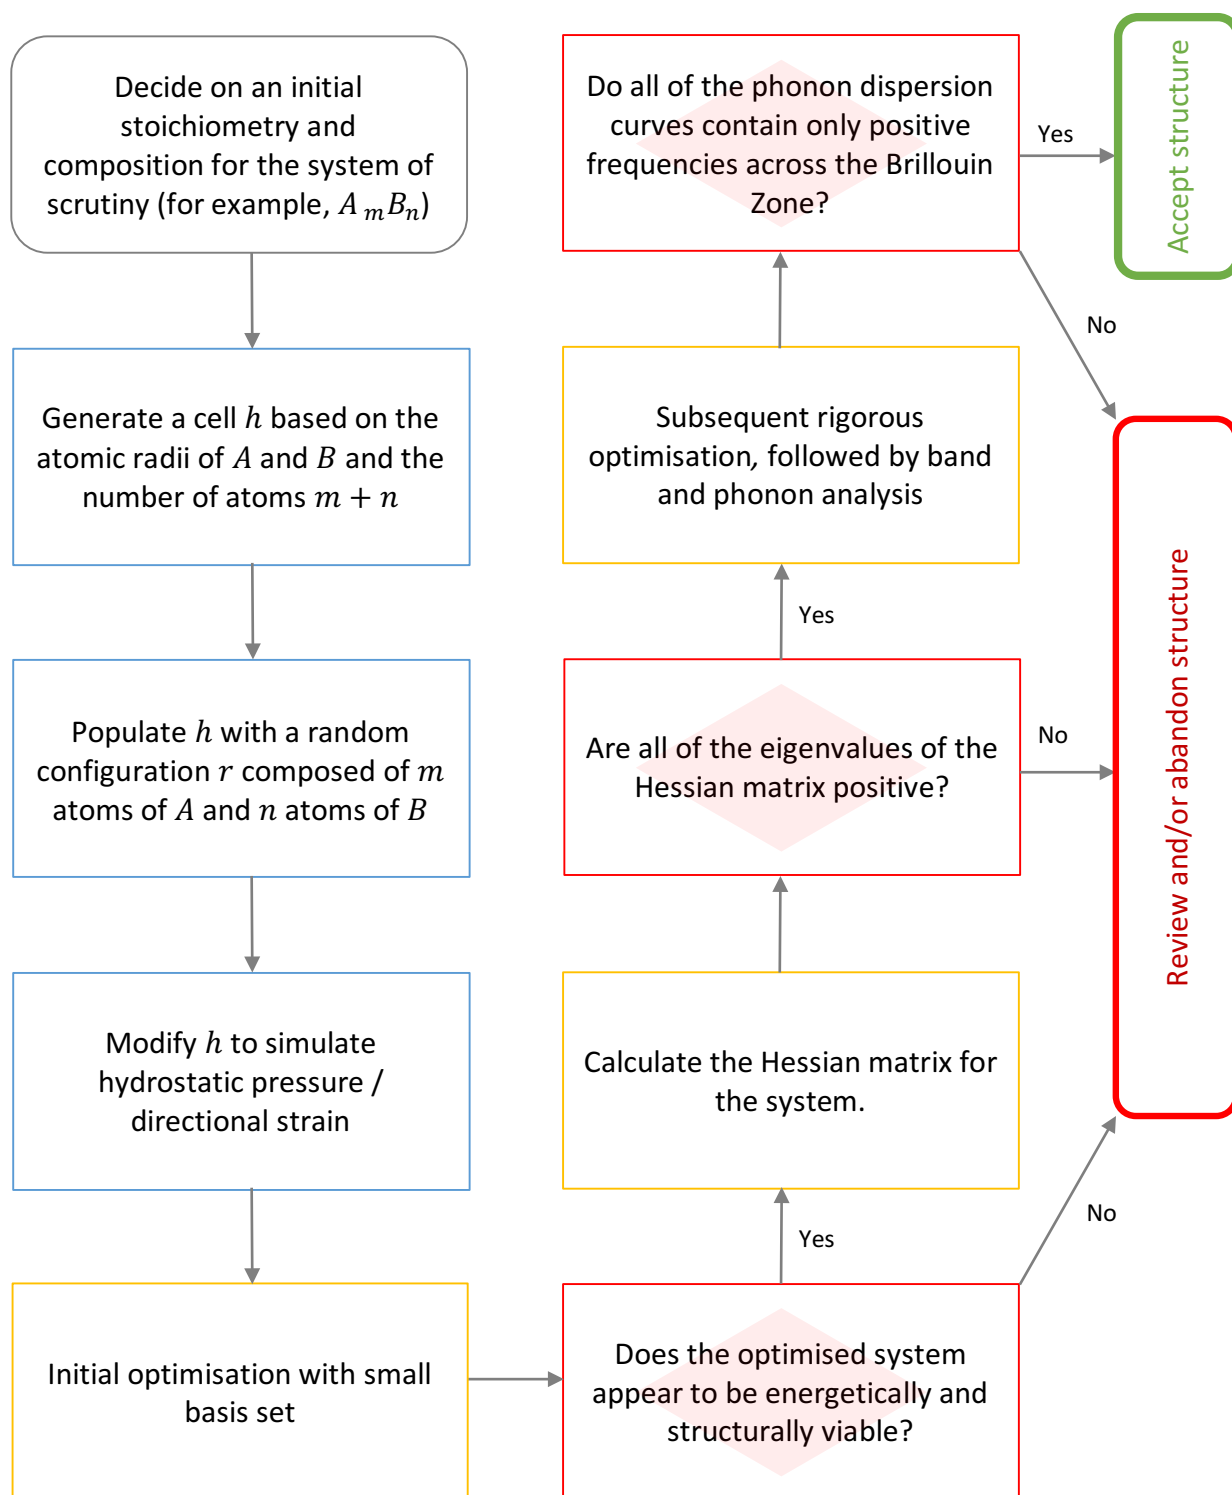 Decide on an initial
stoichiometry and
composition for the system of
scrutiny (for example, A m B n)
Generate a cell h based on the
atomic radii of A and B and the
number of atoms m + n
Populate h with a random
configuration r composed of m
atoms of A and n atoms of B
Modify h to simulate
hydrostatic pressure /
directional strain
Initial optimisation with small
basis set
Does the optimised system
appear to be energetically and
structurally viable?
Yes
No
Calculate the Hessian matrix for
the system.
Are all of the eigenvalues of the
Hessian matrix positive?
Yes
No
Subsequent rigorous
optimisation, followed by band
and phonon analysis
Do all of the phonon dispersion
curves contain only positive
frequencies across the Brillouin
Zone?
Yes
No
Accept structure
Review and/or abandon structure